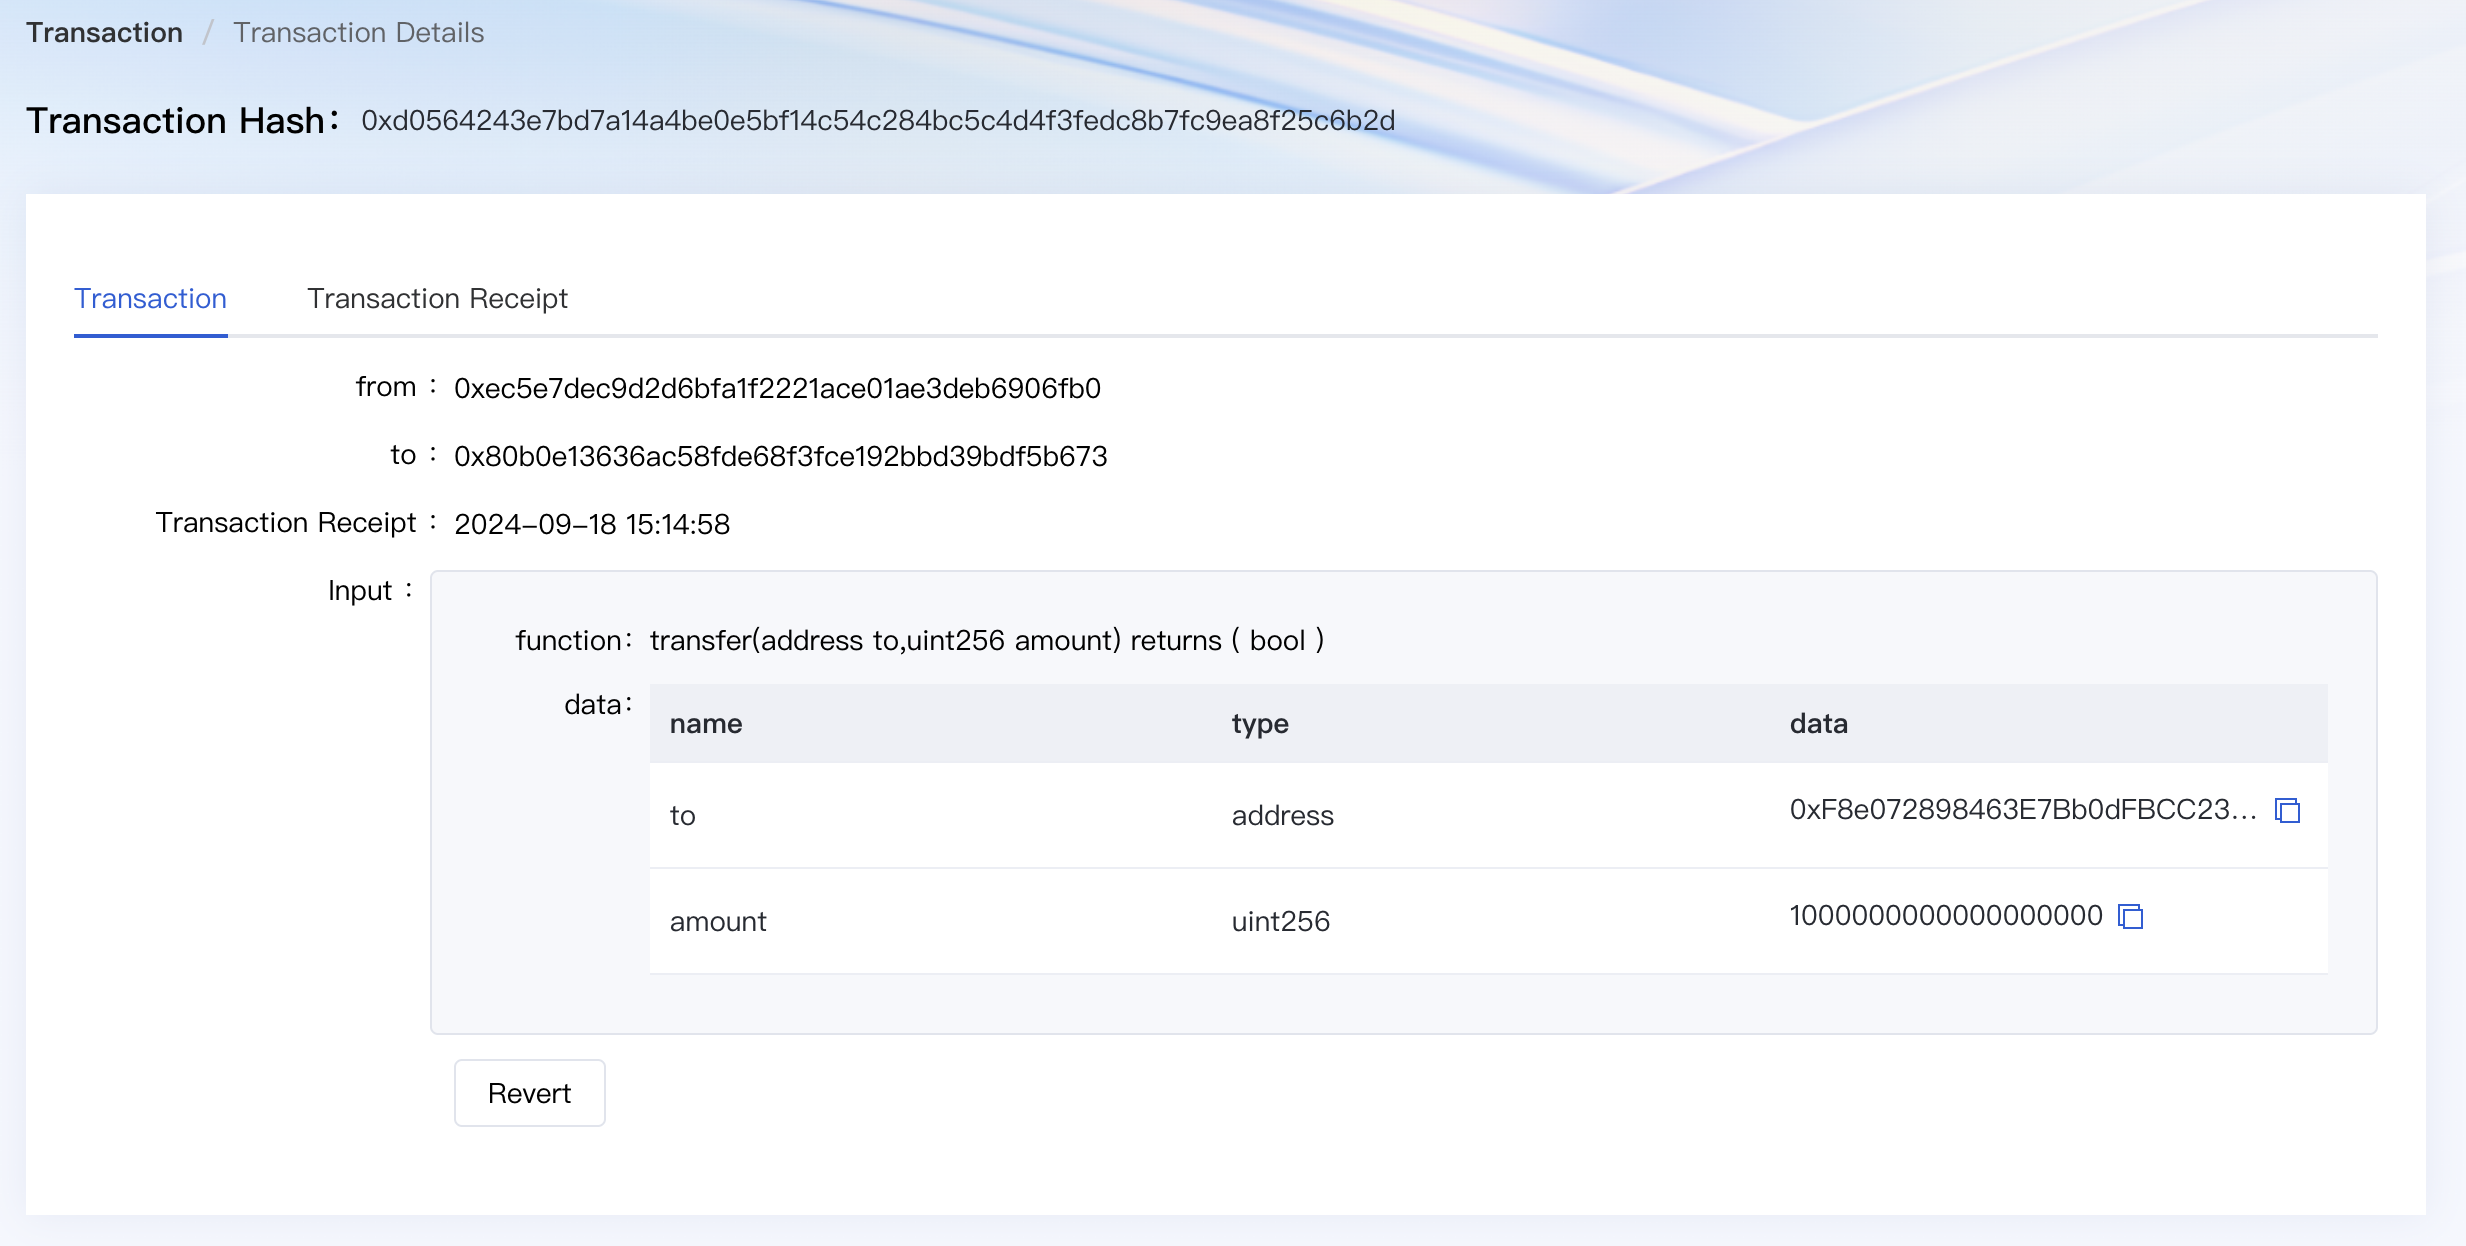 Transaction / Transaction Details
Transaction Hash: 0xd0564243e7bd7a14a4be0e5bf14c54c284bc5c4d4f3fedc8b7fc9ea8f25c6b2d
Transaction Transaction Receipt
from : 0xec5e7dec9d2d6bfa1f2221ace01ae3deb6906fb0
to : 0x80b0e13636ac58fde68f3fce192bbd39bdf5b673
Transaction Receipt : 2024-09-18 15:14:58
Input :
function: transfer(address to,uint256 amount) returns ( bool )
data:
name type data
to address 0xF8e072898463E7Bb0dFBCC23...
amount uint256 1000000000000000000
Revert